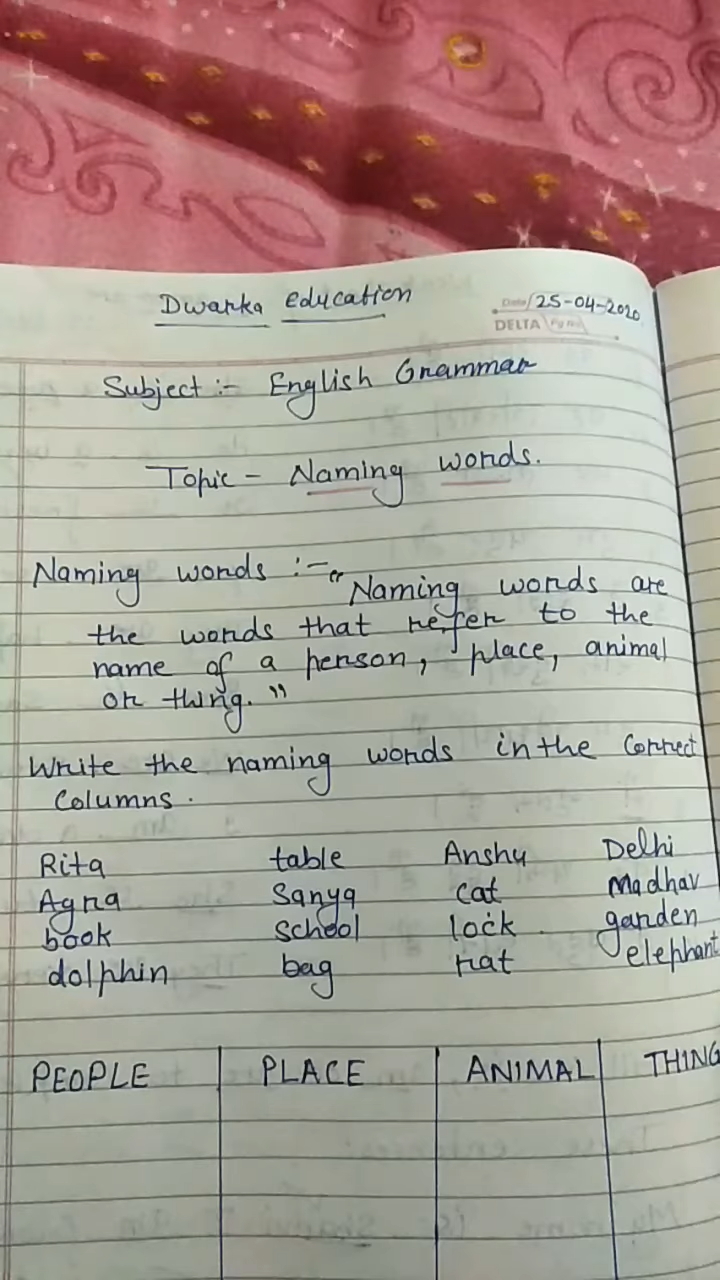 Dwarka education
Date 25-04-2020
DELTA Pg No
Subject :- English Grammar
Topic - Naming words.
Naming words :- "Naming words are
the words that refer to the
name of a person, place, animal
or thing."
Write the naming words in the correct
columns.
Rita table Anshu Delhi
Agra Sanya cat Madhav
book school lock garden
dolphin bag rat elephant
PEOPLE PLACE ANIMAL THING